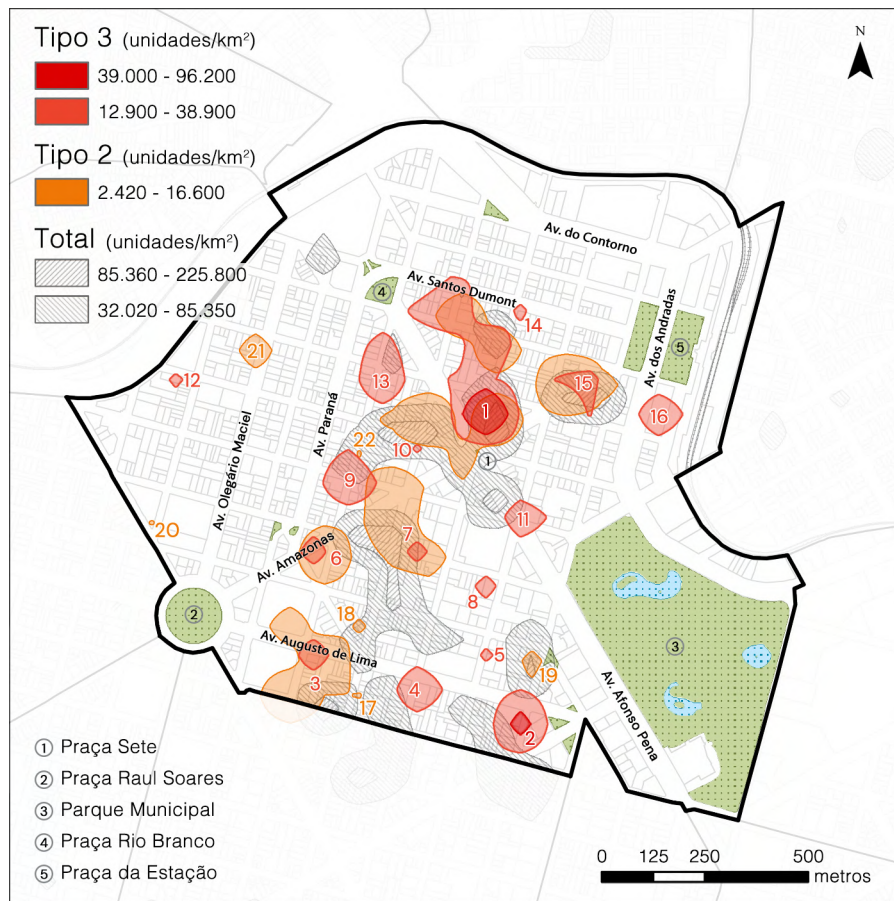 Tipo 3 (unidades/km²)
39.000 - 96.200
12.900 - 38.900
Tipo 2 (unidades/km²)
2.420 - 16.600
Total (unidades/km²)
85.360 - 225.800
32.020 - 85.350
N
Av. do Contorno
Av. Santos Dumont
Av. dos Andradas
Av. Paraná
Av. Olegário Maciel
Av. Amazonas
Av. Augusto de Lima
Av. Afonso Pena
4
14
5
21
12
13
15
1
16
10
22
1
9
11
20
6
7
8
2
18
3
5
19
3
17
4
2
① Praça Sete
② Praça Raul Soares
③ Parque Municipal
④ Praça Rio Branco
⑤ Praça da Estação
0 125 250 500
metros